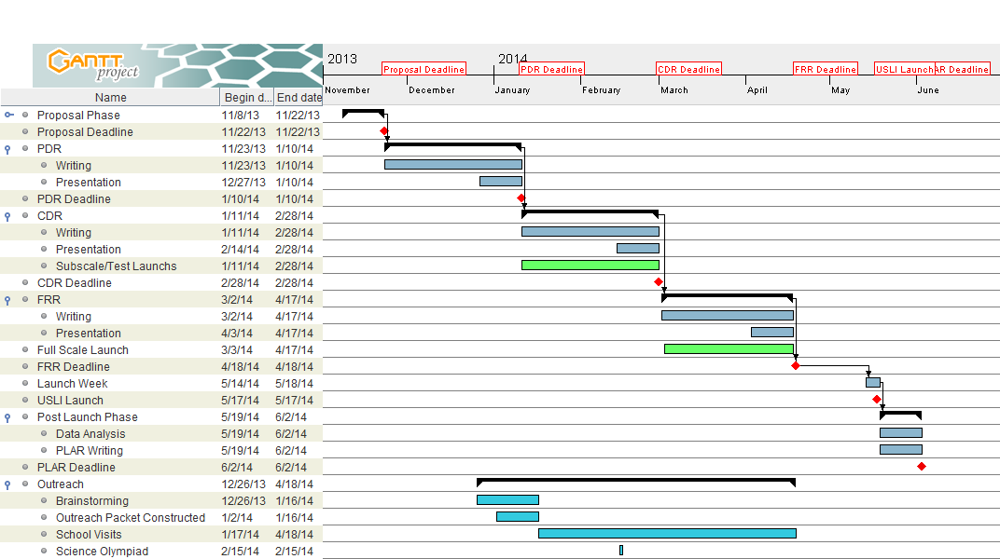 GANTT
project
2013
2014
Proposal Deadline
PDR Deadline
CDR Deadline
FRR Deadline
USLI Launch
AR Deadline
November December January February March April May June
Name Begin d... End date
Proposal Phase 11/8/13 11/22/13
Proposal Deadline 11/22/13 11/22/13
PDR 11/23/13 1/10/14
Writing 11/23/13 1/10/14
Presentation 12/27/13 1/10/14
PDR Deadline 1/10/14 1/10/14
CDR 1/11/14 2/28/14
Writing 1/11/14 2/28/14
Presentation 2/14/14 2/28/14
Subscale/Test Launchs 1/11/14 2/28/14
CDR Deadline 2/28/14 2/28/14
FRR 3/2/14 4/17/14
Writing 3/2/14 4/17/14
Presentation 4/3/14 4/17/14
Full Scale Launch 3/3/14 4/17/14
FRR Deadline 4/18/14 4/18/14
Launch Week 5/14/14 5/18/14
USLI Launch 5/17/14 5/17/14
Post Launch Phase 5/19/14 6/2/14
Data Analysis 5/19/14 6/2/14
PLAR Writing 5/19/14 6/2/14
PLAR Deadline 6/2/14 6/2/14
Outreach 12/26/13 4/18/14
Brainstorming 12/26/13 1/16/14
Outreach Packet Constructed 1/2/14 1/16/14
School Visits 1/17/14 4/18/14
Science Olympiad 2/15/14 2/15/14